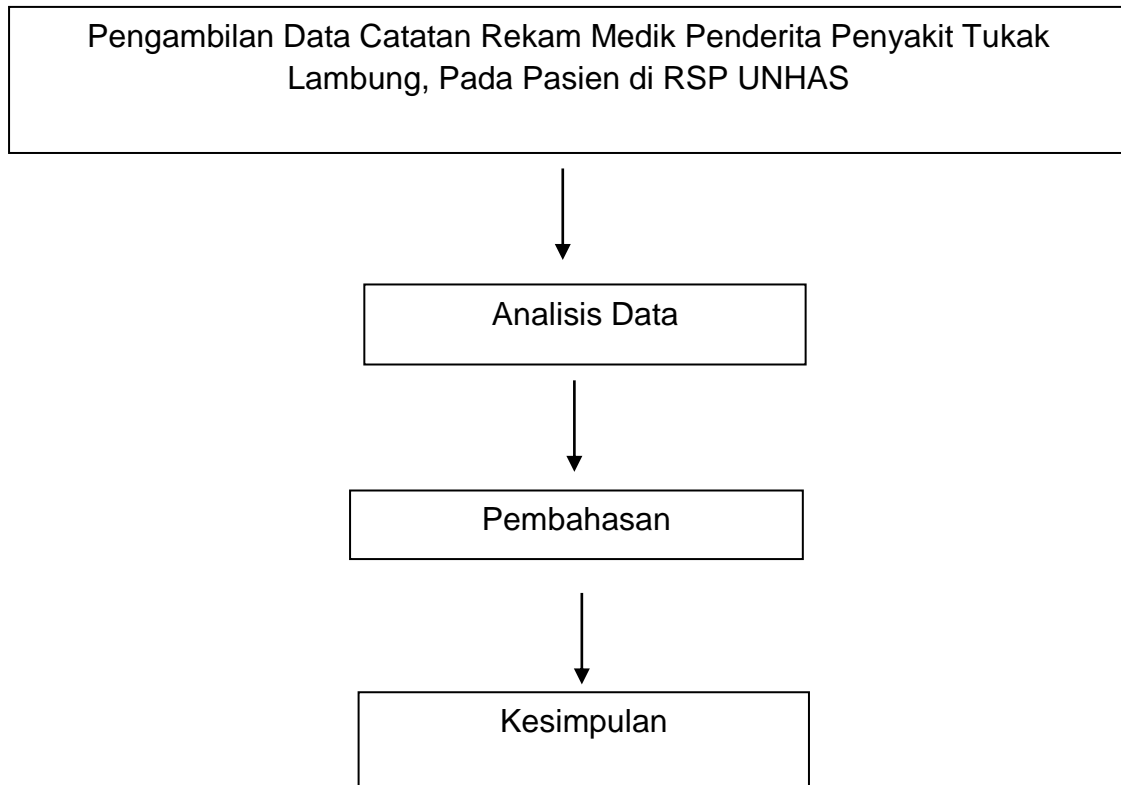 Pengambilan Data Catatan Rekam Medik Penderita Penyakit Tukak
Lambung, Pada Pasien di RSP UNHAS
Analisis Data
Pembahasan
Kesimpulan